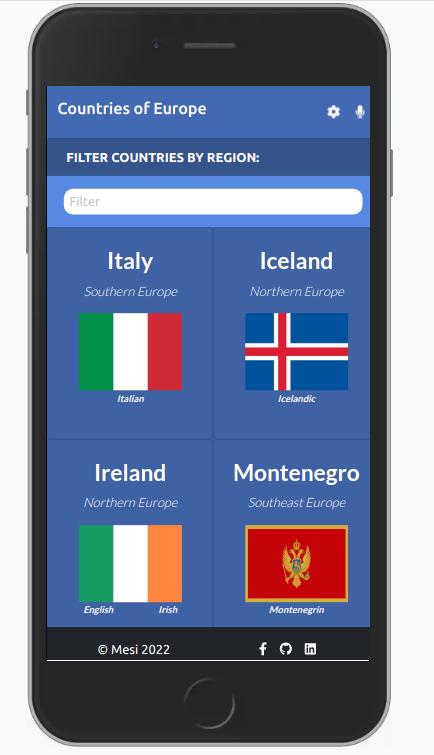 Countries of Europe
FILTER COUNTRIES BY REGION:
Filter
Italy
Southern Europe
Italian
Iceland
Northern Europe
Icelandic
Ireland
Northern Europe
English Irish
Montenegro
Southeast Europe
Montenegrin
© Mesi 2022